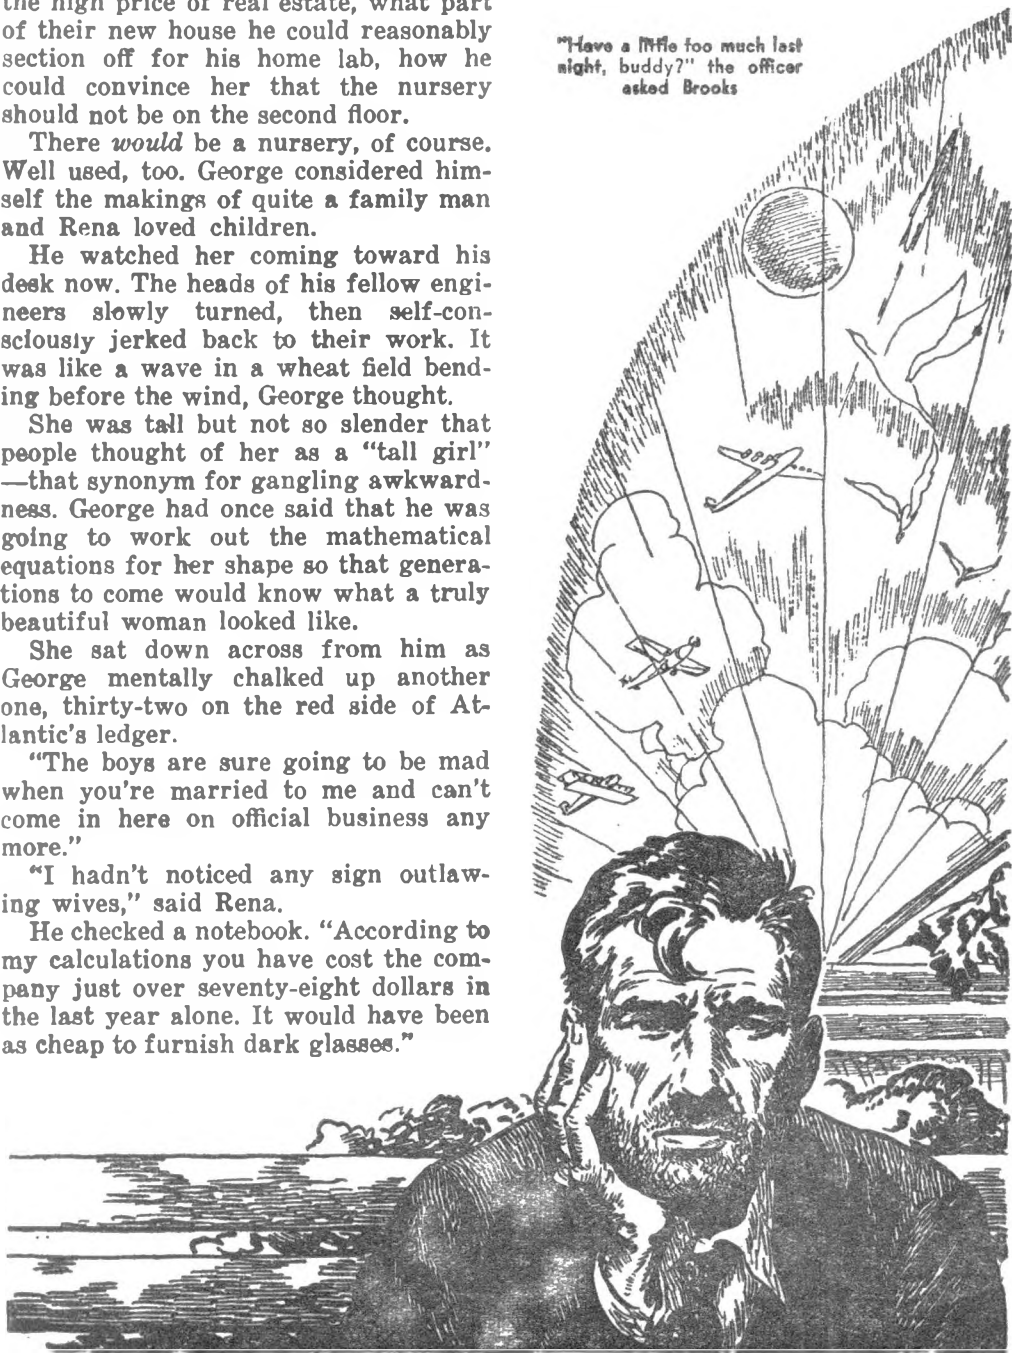 the high price of real estate, what part
of their new house he could reasonably
section off for his home lab, how he
could convince her that the nursery
should not be on the second floor.
There would be a nursery, of course.
Well used, too. George considered him-
self the makings of quite a family man
and Rena loved children.
He watched her coming toward his
desk now. The heads of his fellow engi-
neers slowly turned, then self-con-
sciously jerked back to their work. It
was like a wave in a wheat field bend-
ing before the wind, George thought.
She was tall but not so slender that
people thought of her as a “tall girl”
—that synonym for gangling awkward-
ness. George had once said that he was
going to work out the mathematical
equations for her shape so that genera-
tions to come would know what a truly
beautiful woman looked like.
She sat down across from him as
George mentally chalked up another
one, thirty-two on the red side of At-
lantic's ledger.
“The boys are sure going to be mad
when you're married to me and can't
come in here on official business any
more.”
“I hadn't noticed any sign outlaw-
ing wives,” said Rena.
He checked a notebook. “According to
my calculations you have cost the com-
pany just over seventy-eight dollars in
the last year alone. It would have been
as cheap to furnish dark glasses.”
"Have a little too much last
night, buddy?" the officer
asked Brooks